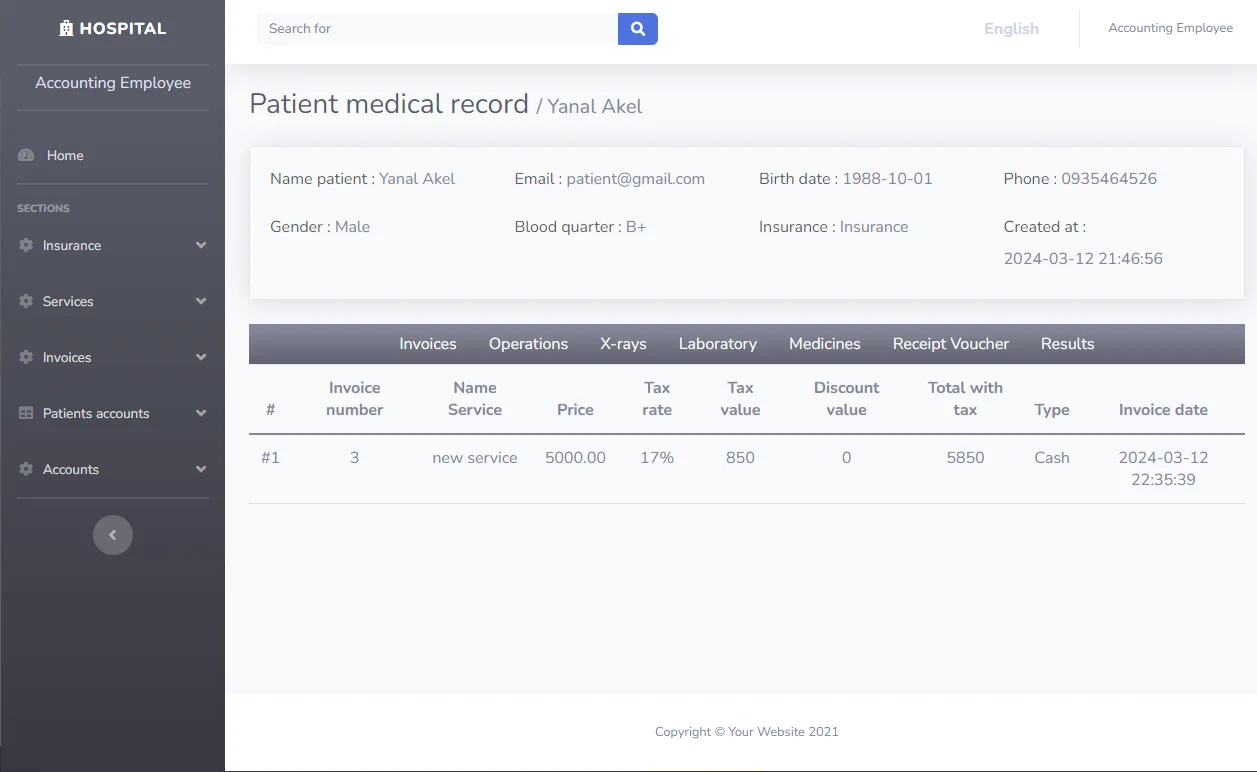 HOSPITAL
Search for
English
Accounting Employee
Accounting Employee
Home
SECTIONS
Insurance
Services
Invoices
Patients accounts
Accounts
Patient medical record / Yanal Akel
Name patient : Yanal Akel
Email : patient@gmail.com
Birth date : 1988-10-01
Phone : 0935464526
Gender : Male
Blood quarter : B+
Insurance : Insurance
Created at :
2024-03-12 21:46:56
Invoices Operations X-rays Laboratory Medicines Receipt Voucher Results
# Invoice number Name Service Price Tax rate Tax value Discount value Total with tax Type Invoice date
#1 3 new service 5000.00 17% 850 0 5850 Cash 2024-03-12
22:35:39
Copyright © Your Website 2021